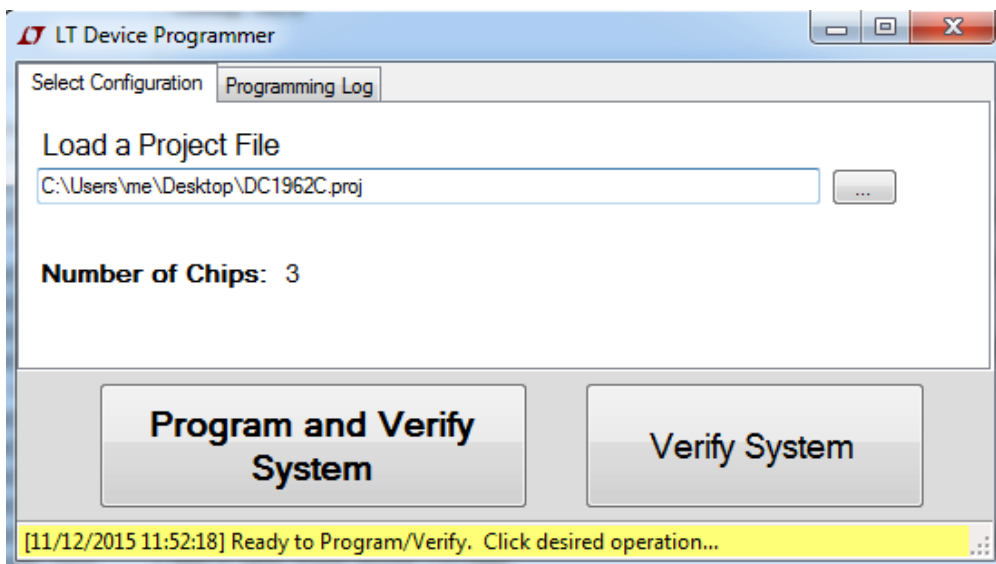 LT Device Programmer
Select Configuration Programming Log
Load a Project File
C:\Users\me\Desktop\DC1962C.proj
...
Number of Chips: 3
Program and Verify
System
Verify System
[11/12/2015 11:52:18] Ready to Program/Verify. Click desired operation...